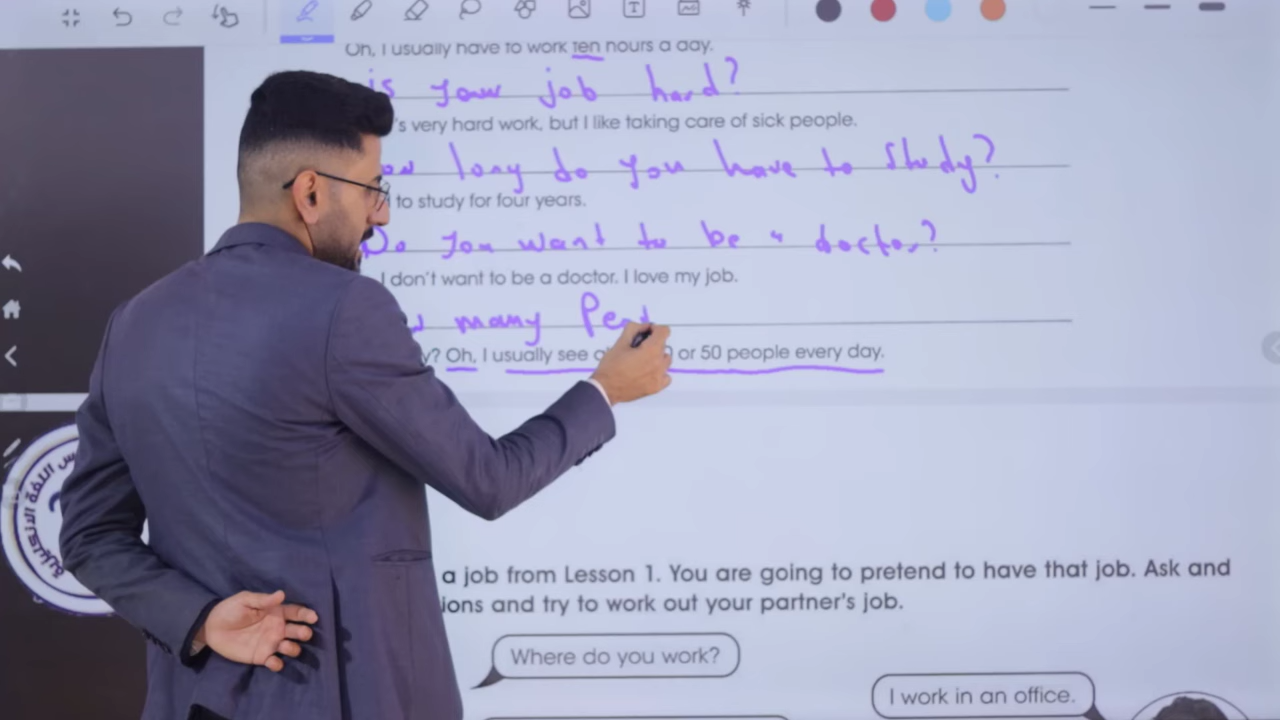 Oh, I usually have to work ten hours a day.
is your job hard?
's very hard work, but I like taking care of sick people.
long do you have to study?
to study for four years.
Do you want to be a doctor?
I don't want to be a doctor. I love my job.
many
y? Oh, I usually see or 50 people every day.
a job from Lesson 1. You are going to pretend to have that job. Ask and
ions and try to work out your partner's job.
Where do you work?
I work in an office.
اللغة الانجليزية